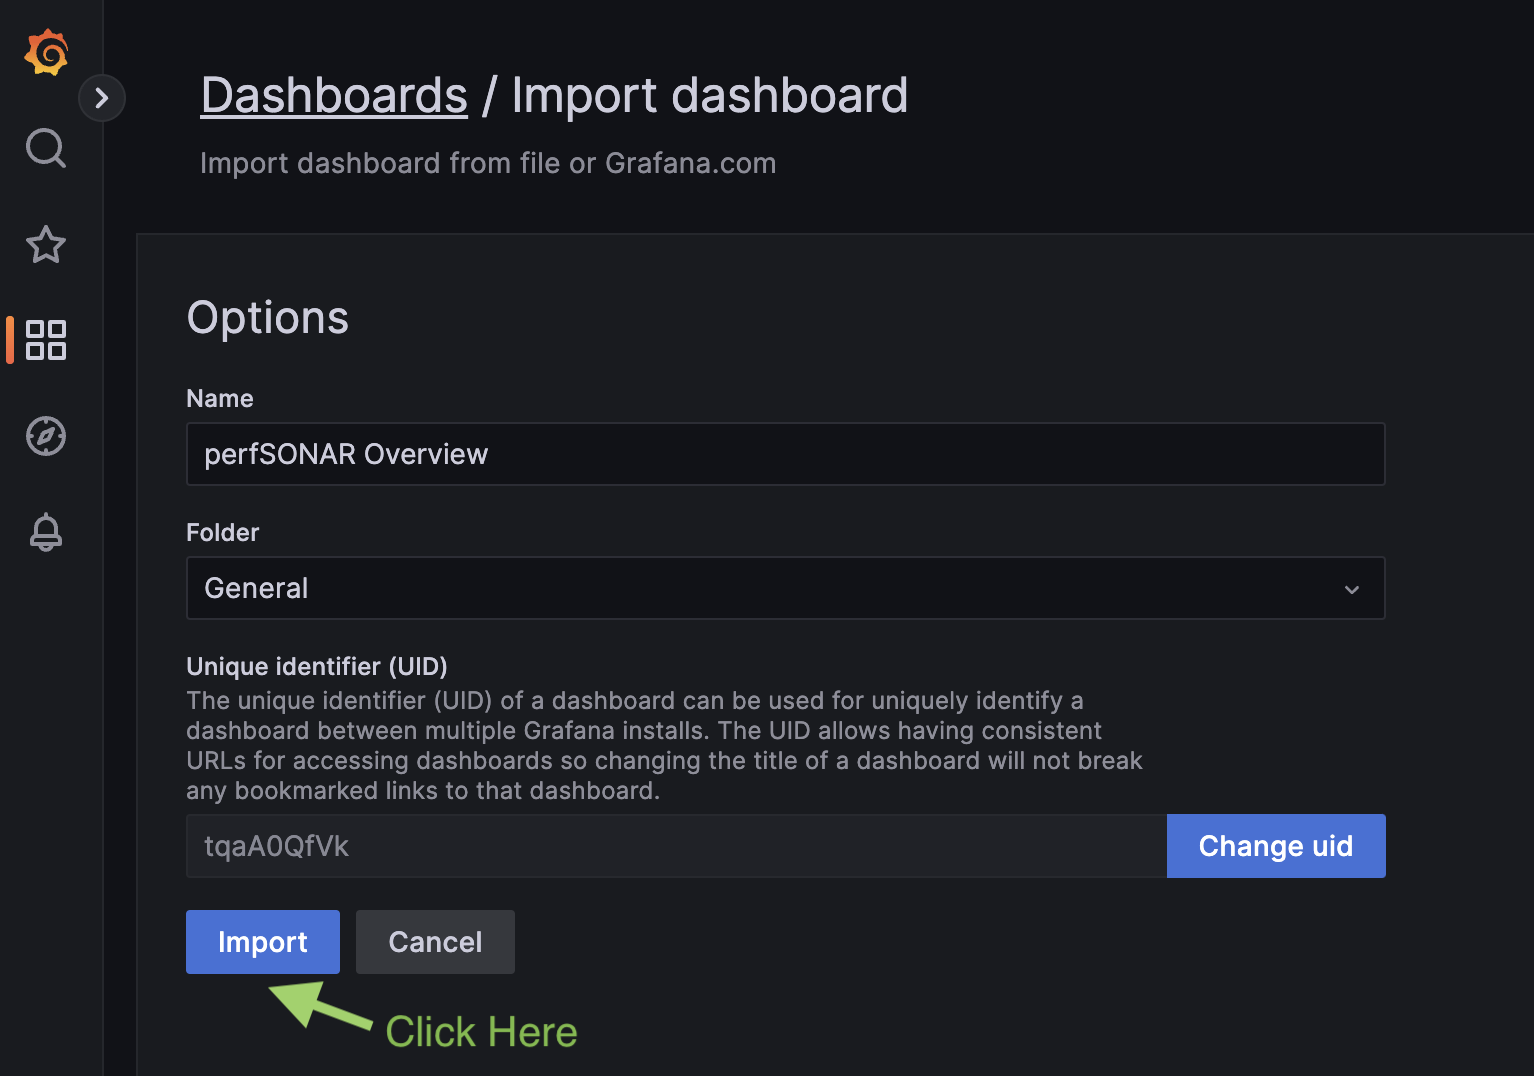 Dashboards / Import dashboard
Import dashboard from file or Grafana.com
Options
Name
perfSONAR Overview
Folder
General
Unique identifier (UID)
The unique identifier (UID) of a dashboard can be used for uniquely identify a
dashboard between multiple Grafana installs. The UID allows having consistent
URLs for accessing dashboards so changing the title of a dashboard will not break
any bookmarked links to that dashboard.
tqaA0QfVk
Change uid
Import
Cancel
Click Here